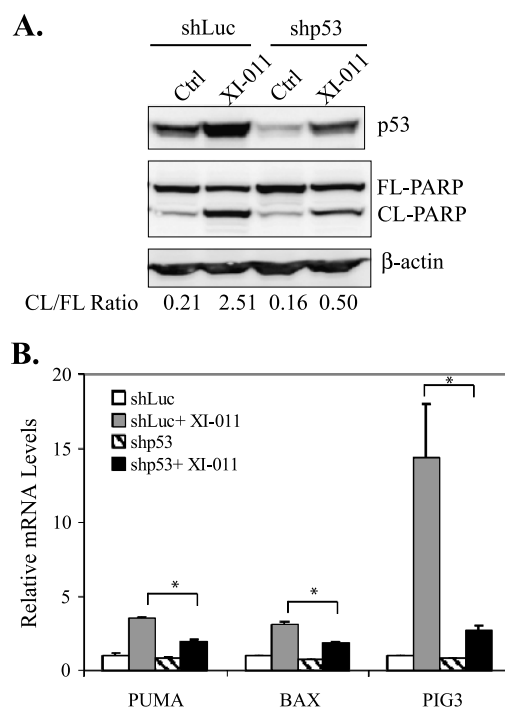 A.
shLuc shp53
Ctrl XI-011 Ctrl XI-011
p53
FL-PARP
CL-PARP
β-actin
CL/FL Ratio 0.21 2.51 0.16 0.50
B.
20
15
10
5
0
Relative mRNA Levels
shLuc
shLuc+ XI-011
shp53
shp53+ XI-011
* * *
PUMA BAX PIG3